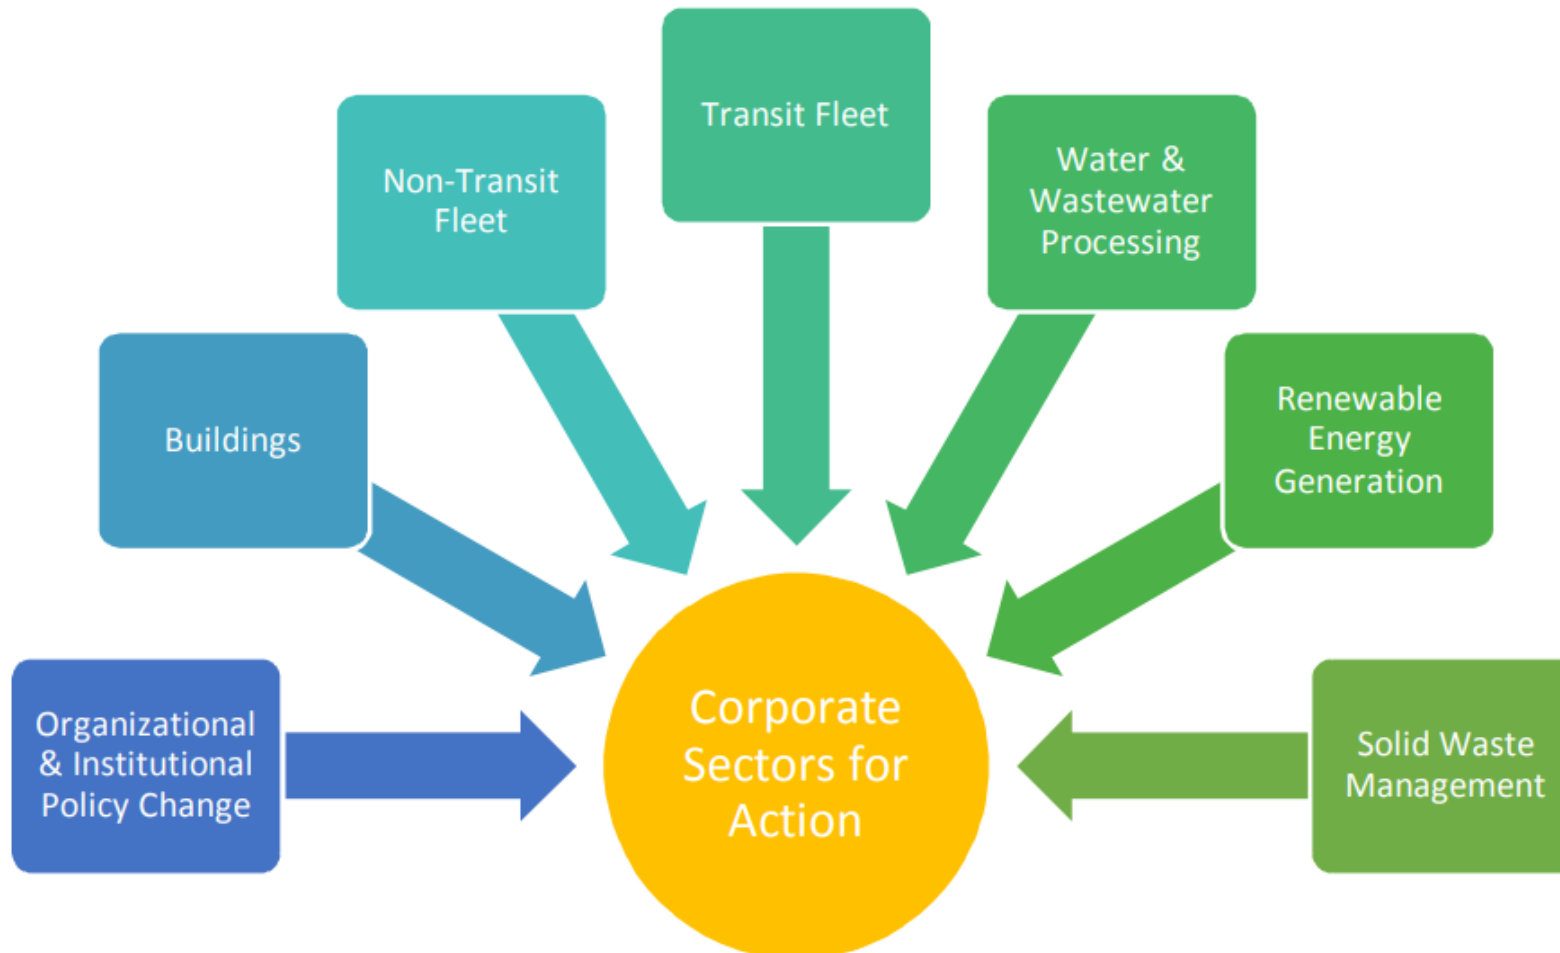 Transit Fleet
Non-Transit
Fleet
Water &
Wastewater
Processing
Buildings
Renewable
Energy
Generation
Organizational
& Institutional
Policy Change
Corporate
Sectors for
Action
Solid Waste
Management